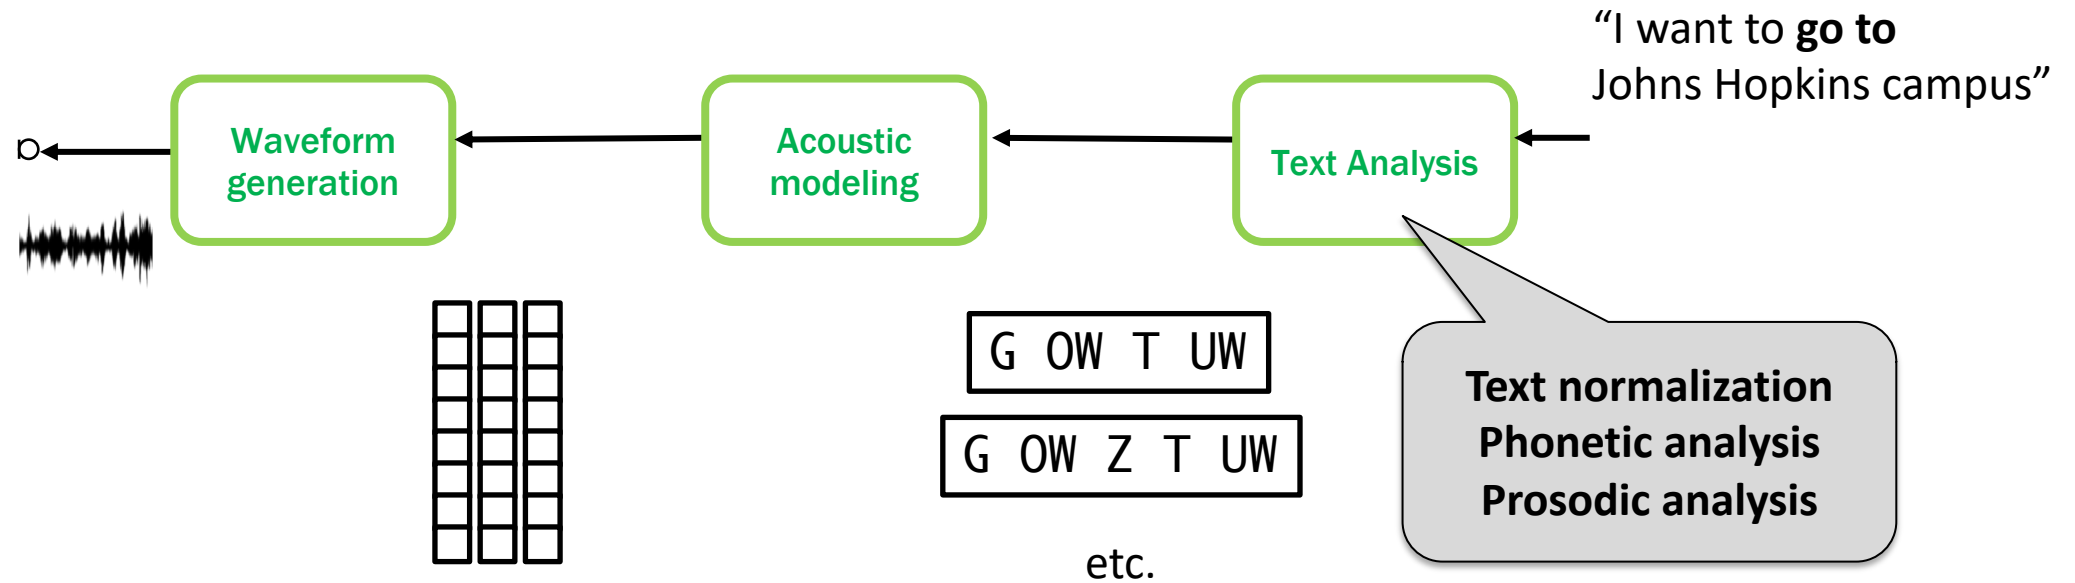 “I want to go to
Johns Hopkins campus”
Waveform
generation
Acoustic
modeling
Text Analysis
G OW T UW
G OW Z T UW
etc.
Text normalization
Phonetic analysis
Prosodic analysis